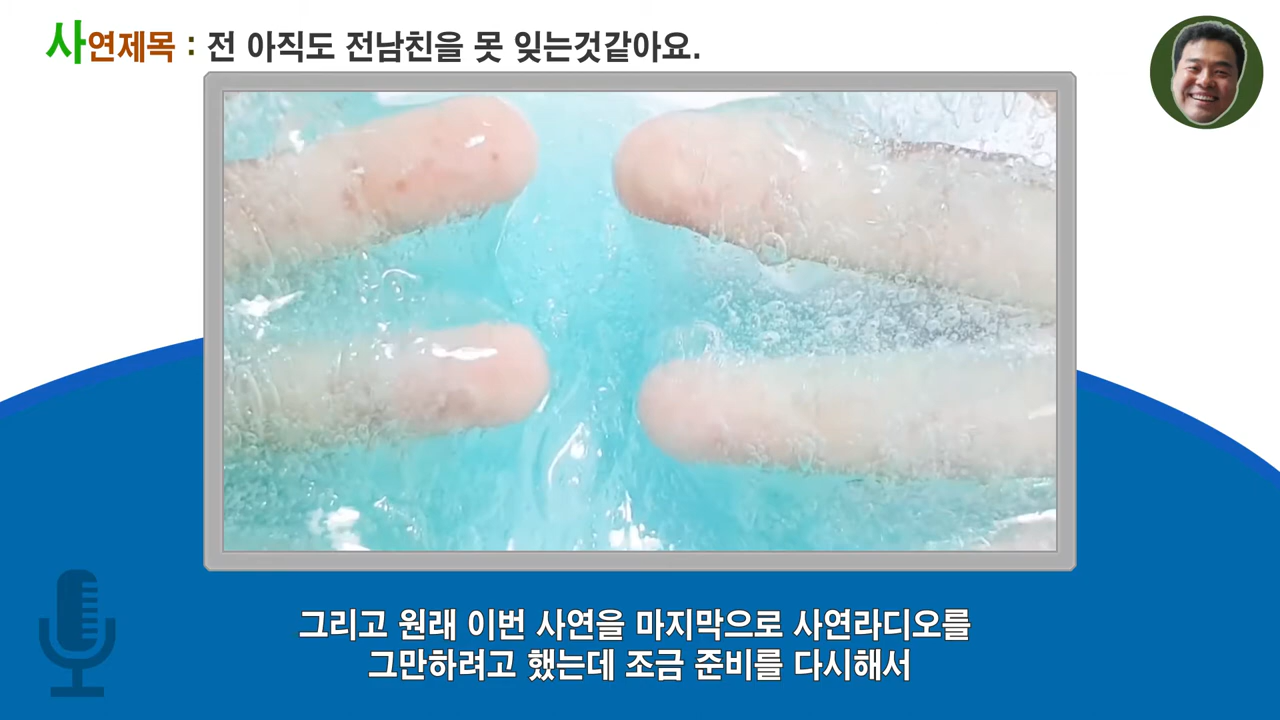 사연제목 : 전 아직도 전남친을 못 잊는것같아요.
그리고 원래 이번 사연을 마지막으로 사연라디오를
그만하려고 했는데 조금 준비를 다시해서